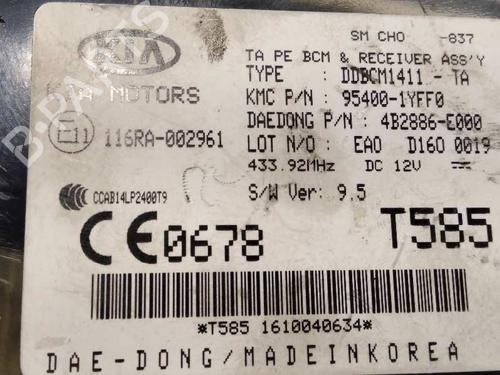 SM CHO -837
KIA
TA PE BCM & RECEIVER ASS'Y
TYPE : DDBCM1411 - TA
KIA MOTORS
KMC P/N : 95400-1YFF0
DAEDONG P/N : 4B2886-E000
E11 116RA-002961
LOT N/O : EAO D160 0019
433.92MHz DC 12V
CCAB14LP2400T9
S/W Ver: 9.5
CE0678 T585
*T585 1610040634*
DAE-DONG/MADEINKOREA
B-PARTS